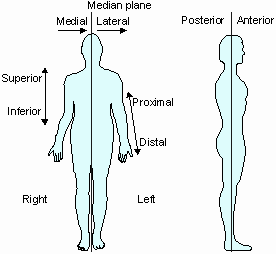 Median plane
Medial Lateral
Posterior Anterior
Superior
Inferior
Proximal
Distal
Right Left